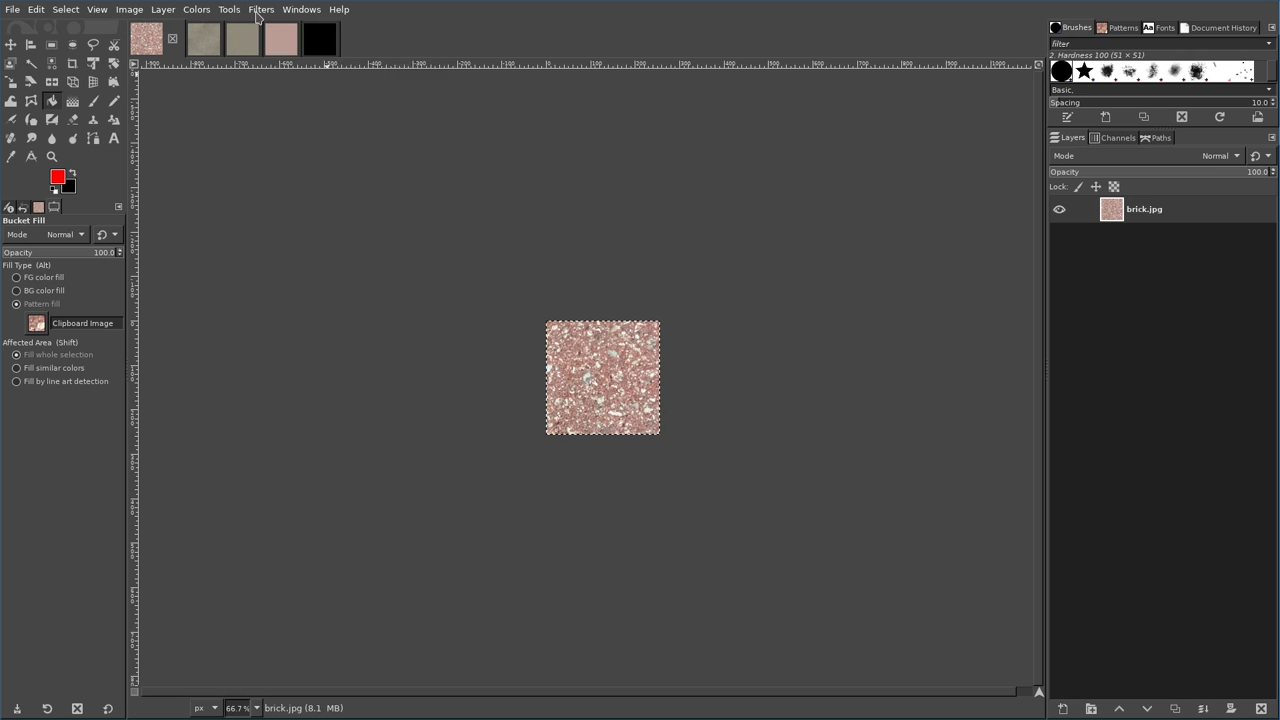 File Edit Select View Image Layer Colors Tools Filters Windows Help
Brushes Patterns Aa Fonts Document History
filter
2. Hardness 100 (51 × 51)
Basic,
Spacing 10.0
Layers Channels Paths
Mode Normal
Opacity 100.0
Lock:
brick.jpg
Bucket Fill
Mode Normal
Opacity 100.0
Fill Type (Alt)
FG color fill
BG color fill
Pattern fill
Clipboard Image
Affected Area (Shift)
Fill whole selection
Fill similar colors
Fill by line art detection
px 66.7% brick.jpg (8.1 MB)